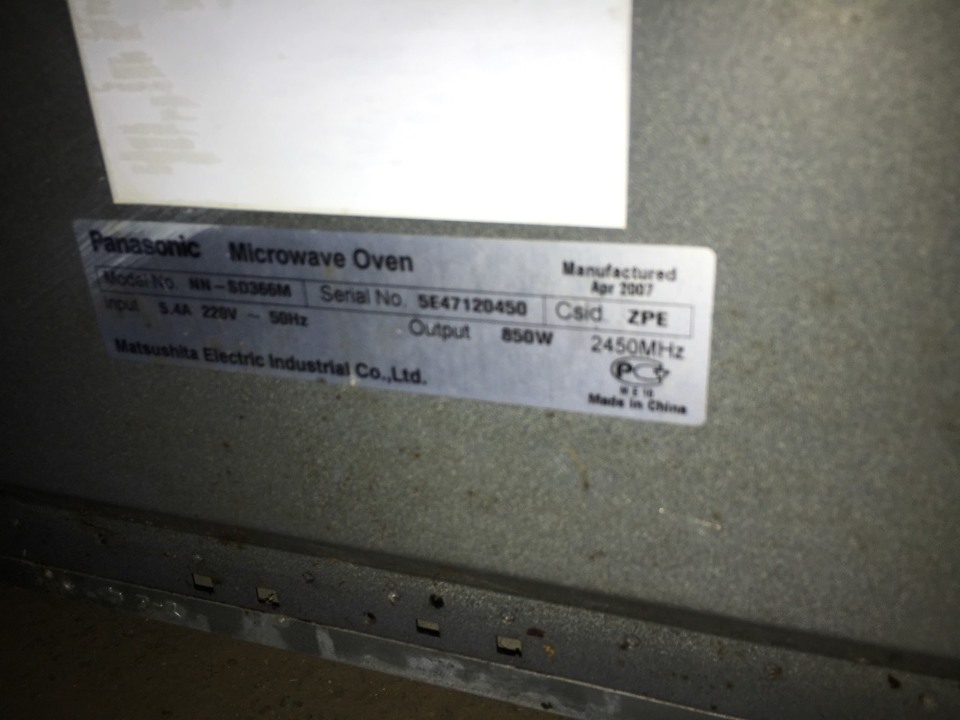 Panasonic Microwave Oven
Manufactured
Apr 2007
Model No. NN-SD366M Serial No. 5E47120450 Csid. ZPE
Input 5.4A 220V ~ 50Hz Output 850W 2450MHz
Matsushita Electric Industrial Co.,Ltd.
Made in China